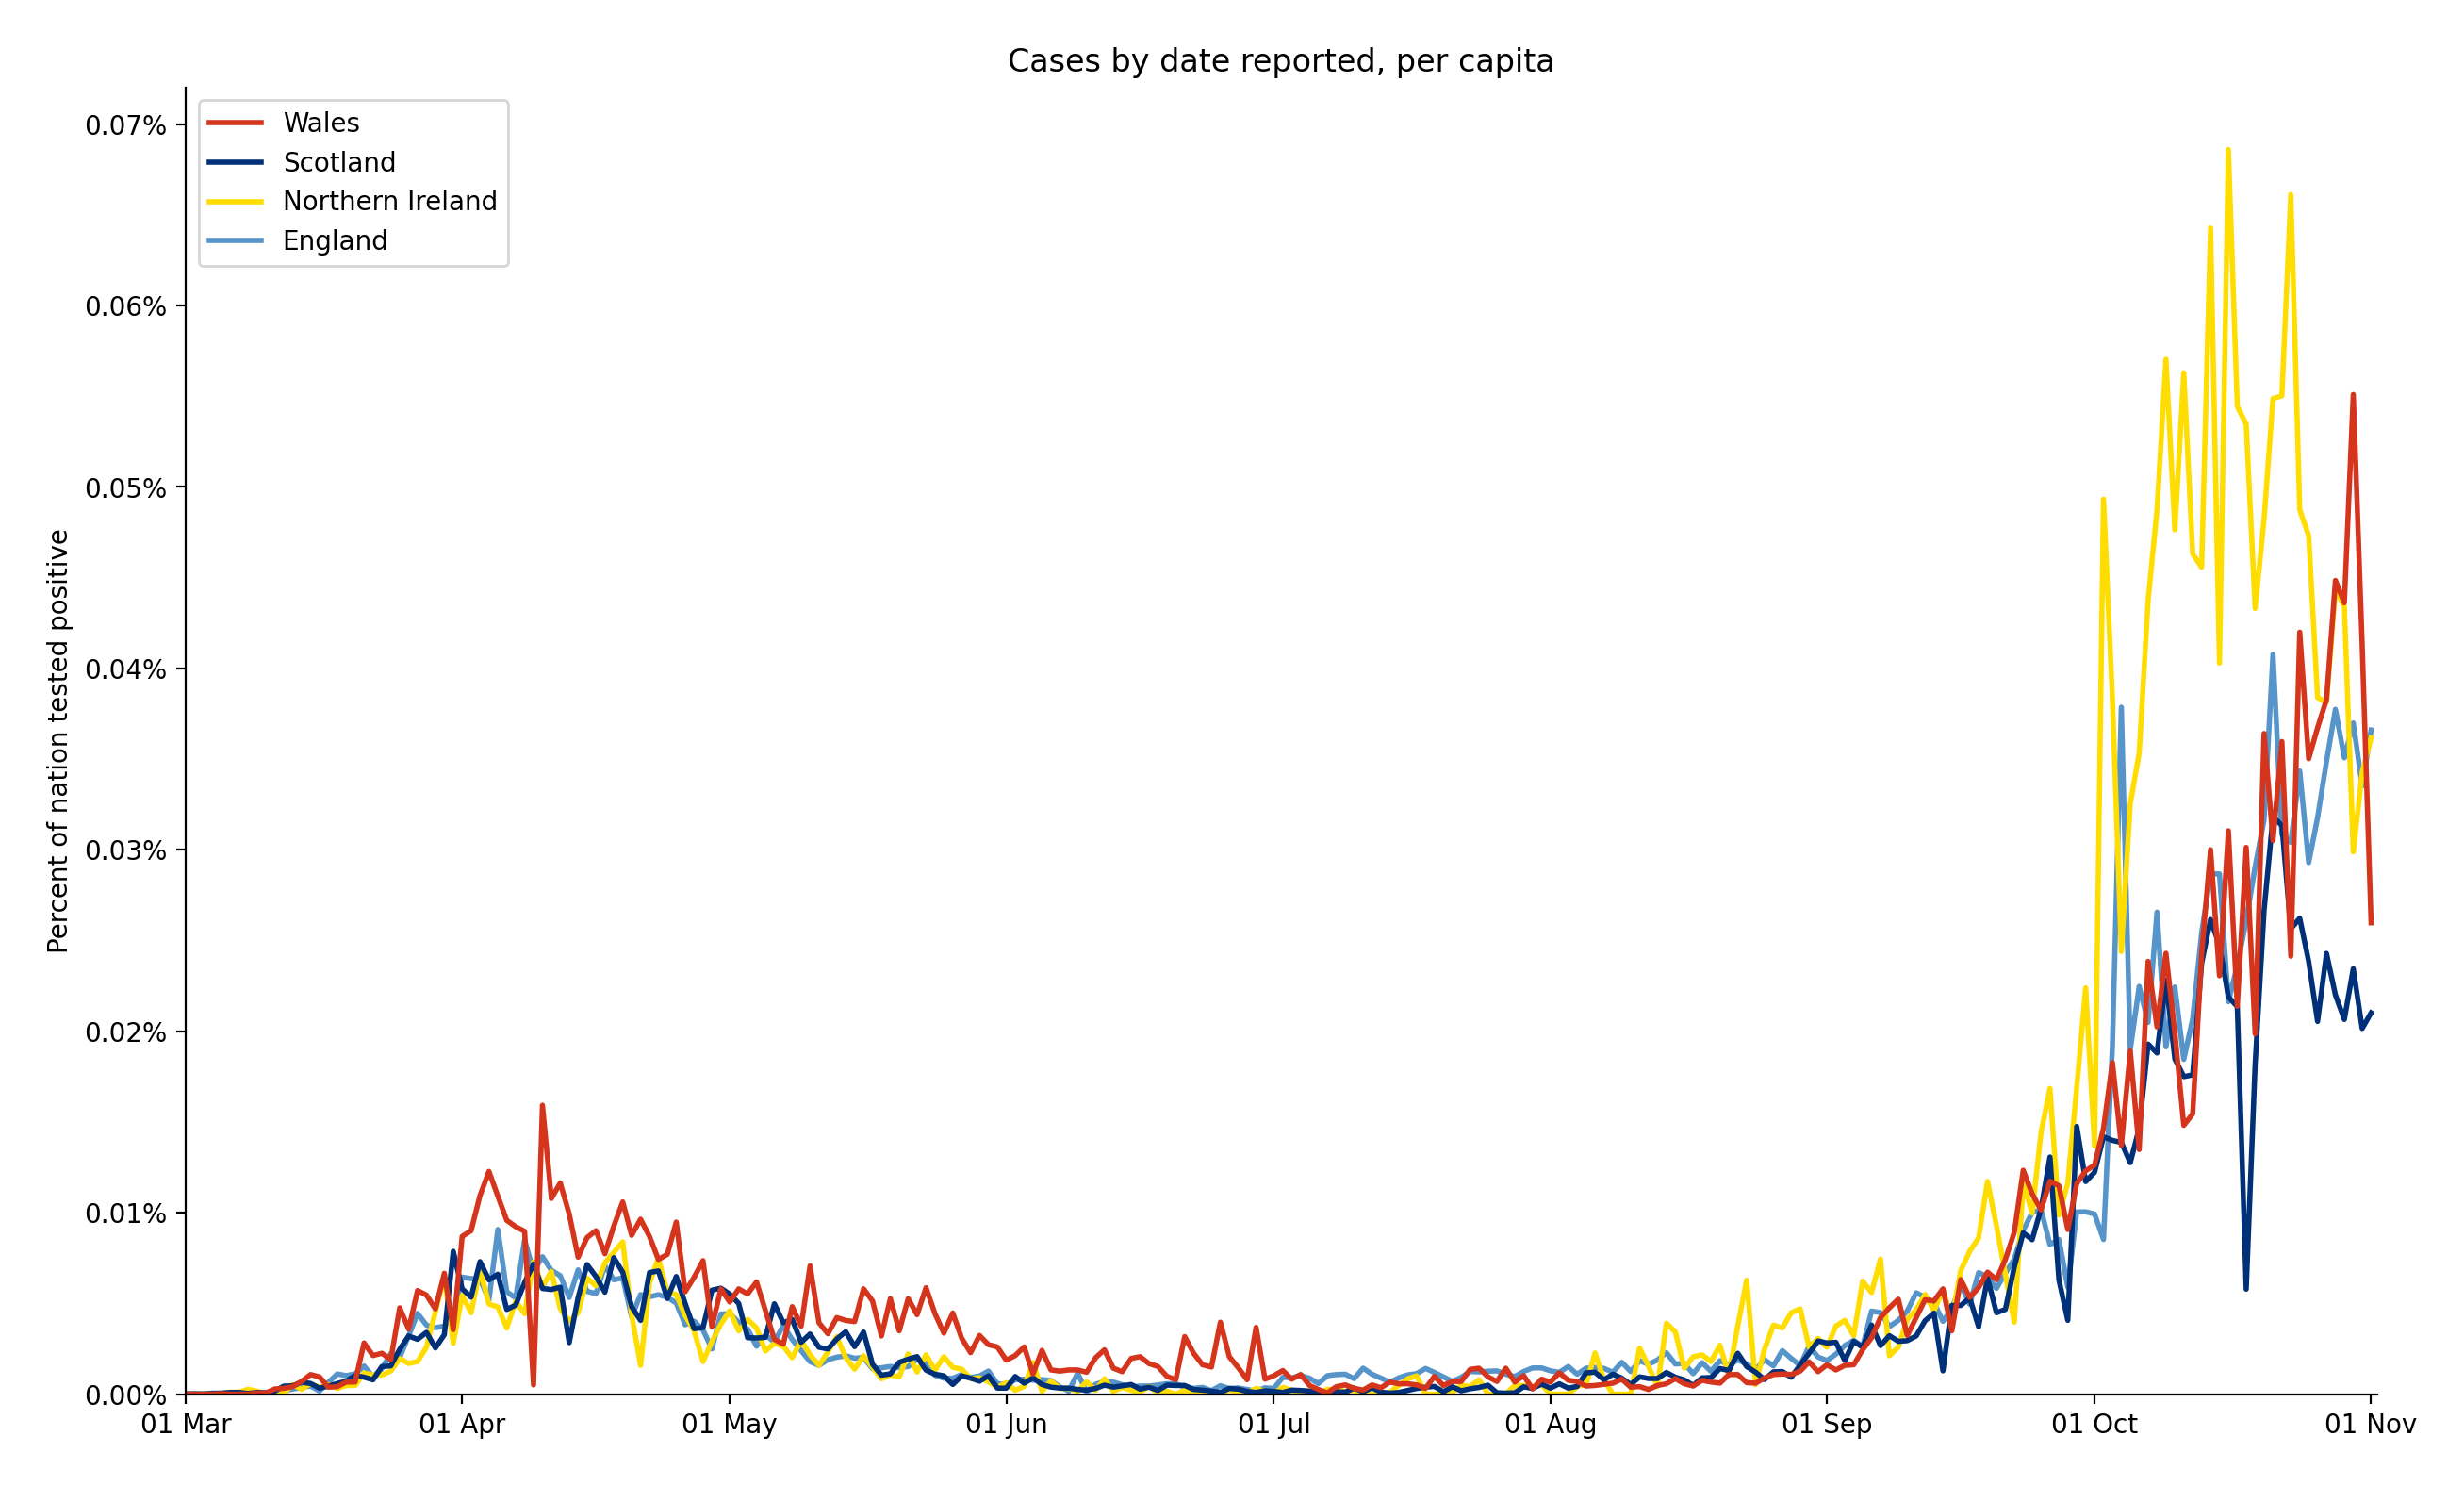 Cases by date reported, per capita
Wales
Scotland
Northern Ireland
England
Percent of nation tested positive
0.07%
0.06%
0.05%
0.04%
0.03%
0.02%
0.01%
0.00%
01 Mar
01 Apr
01 May
01 Jun
01 Jul
01 Aug
01 Sep
01 Oct
01 Nov